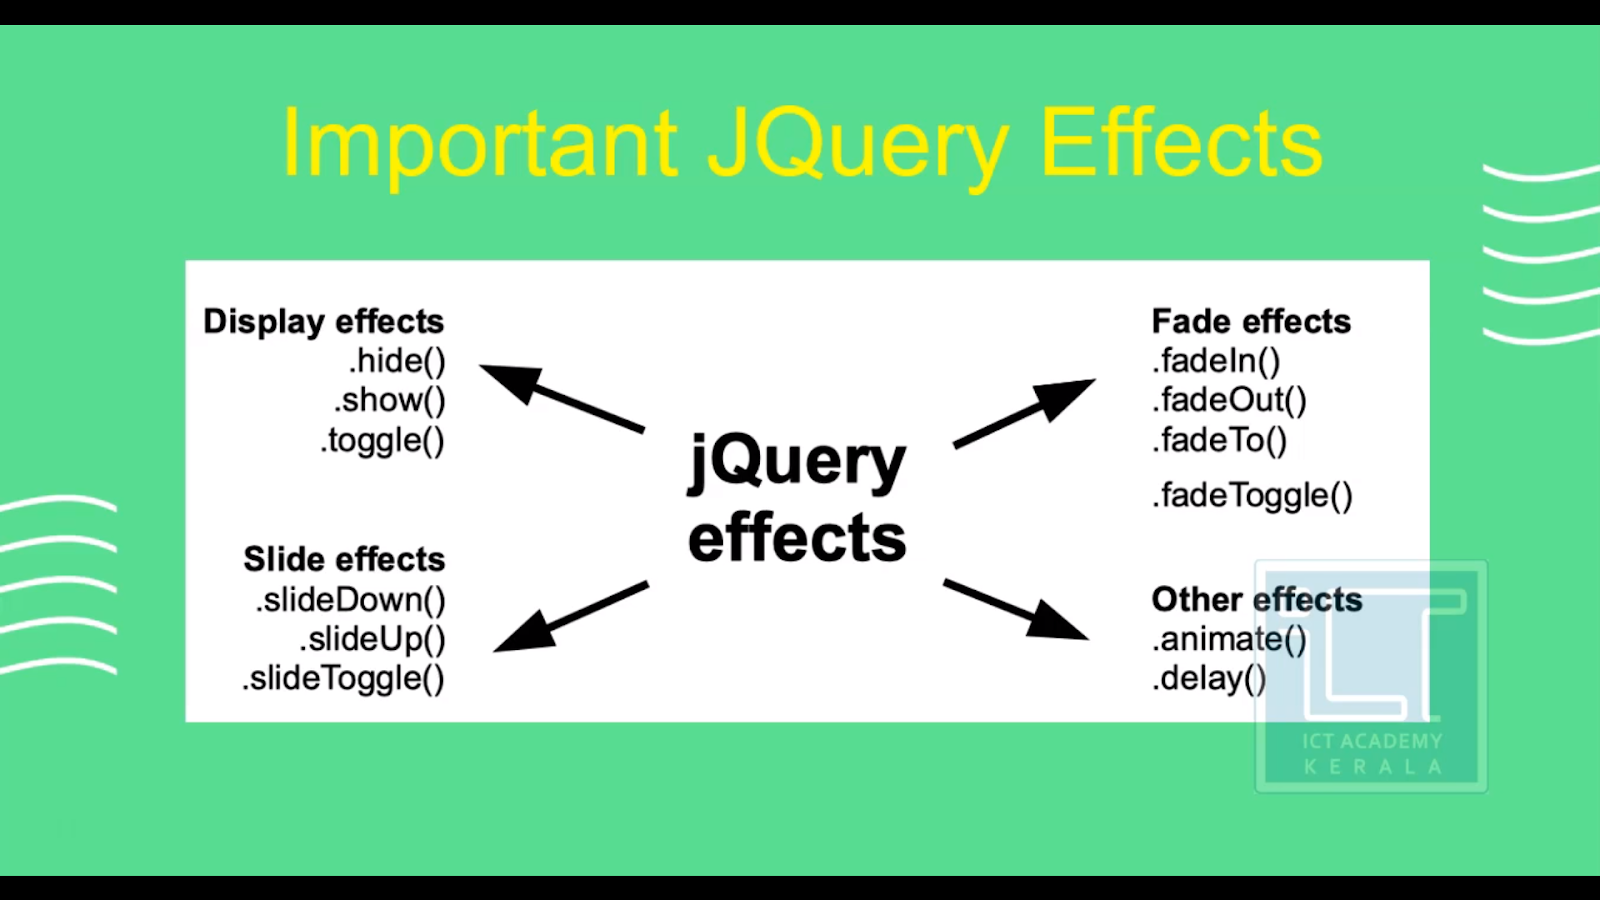 Important JQuery Effects
Display effects
.hide()
.show()
.toggle()
Fade effects
.fadeIn()
.fadeOut()
.fadeTo()
.fadeToggle()
jQuery
effects
Slide effects
.slideDown()
.slideUp()
.slideToggle()
Other effects
.animate()
.delay()
ICT
ICT ACADEMY
KERALA